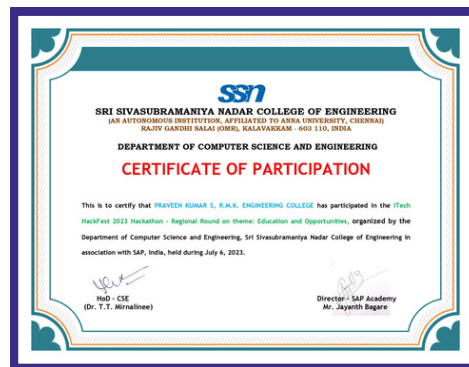 ssn
SRI SIVASUBRAMANIYA NADAR COLLEGE OF ENGINEERING
(AN AUTONOMOUS INSTITUTION, AFFILIATED TO ANNA UNIVERSITY, CHENNAI)
RAJIV GANDHI SALAI (OMR), KALAVAKKAM - 603 110, INDIA
DEPARTMENT OF COMPUTER SCIENCE AND ENGINEERING
CERTIFICATE OF PARTICIPATION
This is to certify that PRAVEEN KUMAR S, R.M.K. ENGINEERING COLLEGE has participated in the iTech
HackFest 2023 Hackathon - Regional Round on theme: Education and Opportunities, organized by the
Department of Computer Science and Engineering, Sri Sivasubramaniya Nadar College of Engineering in
association with SAP, India, held during July 6, 2023.
HoD - CSE
(Dr. T.T. Mirnalinee)
Director - SAP Academy
Mr. Jayanth Bagare